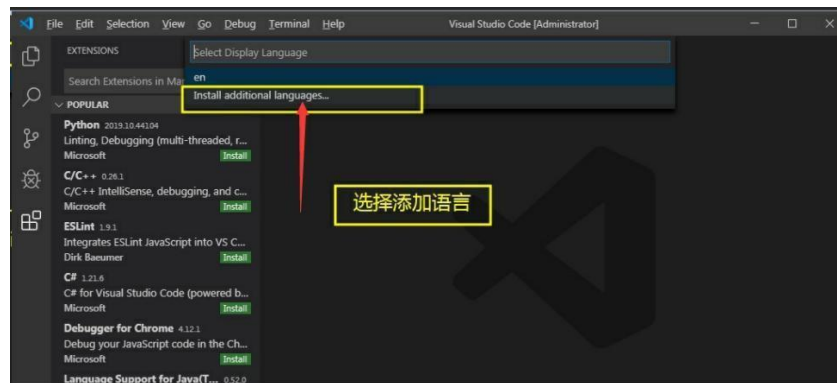 File Edit Selection View Go Debug Terminal Help Visual Studio Code [Administrator]
EXTENSIONS
Select Display Language
Search Extensions in Ma
en
Install additional languages...
POPULAR
Python 2019.10.44104
Linting, Debugging (multi-threaded, r...
Microsoft Install
C/C++ 0.26.1
C/C++ IntelliSense, debugging, and c...
Microsoft Install
选择添加语言
ESLint 1.9.1
Integrates ESLint JavaScript into VS C...
Dirk Baeumer Install
C# 1.21.6
C# for Visual Studio Code (powered b...
Microsoft Install
Debugger for Chrome 4.12.1
Debug your JavaScript code in the Ch...
Microsoft Install
Language Support for Java(T... 0.52.0